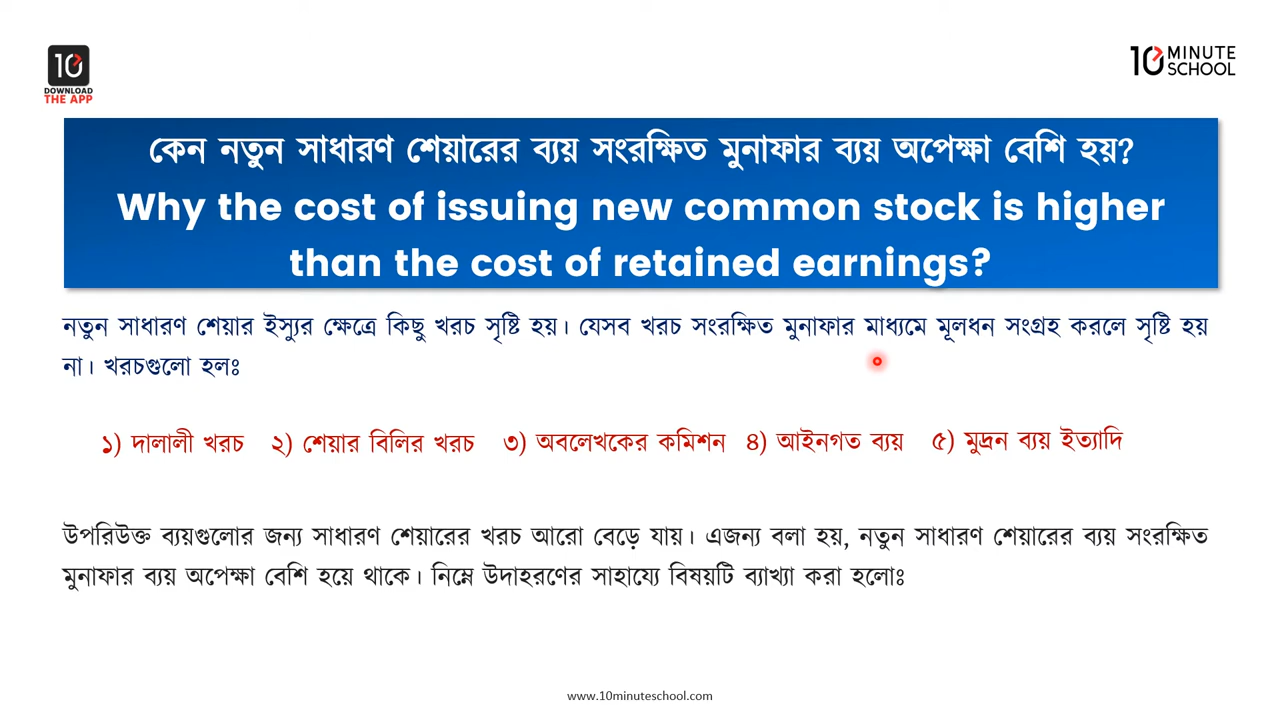 10
DOWNLOAD
THE APP
10 MINUTE
SCHOOL
কেন নতুন সাধারণ শেয়ারের ব্যয় সংরক্ষিত মুনাফার ব্যয় অপেক্ষা বেশি হয়?
Why the cost of issuing new common stock is higher
than the cost of retained earnings?
নতুন সাধারণ শেয়ার ইস্যুর ক্ষেত্রে কিছু খরচ সৃষ্টি হয়। যেসব খরচ সংরক্ষিত মুনাফার মাধ্যমে মূলধন সংগ্রহ করলে সৃষ্টি হয়
না। খরচগুলো হলঃ
১) দালালী খরচ ২) শেয়ার বিলির খরচ ৩) অবলেখকের কমিশন ৪) আইনগত ব্যয় ৫) মুদ্রন ব্যয় ইত্যাদি
উপরিউক্ত ব্যয়গুলোর জন্য সাধারণ শেয়ারের খরচ আরো বেড়ে যায়। এজন্য বলা হয়, নতুন সাধারণ শেয়ারের ব্যয় সংরক্ষিত
মুনাফার ব্যয় অপেক্ষা বেশি হয়ে থাকে। নিম্নে উদাহরণের সাহায্যে বিষয়টি ব্যাখ্যা করা হলোঃ
www.10minuteschool.com